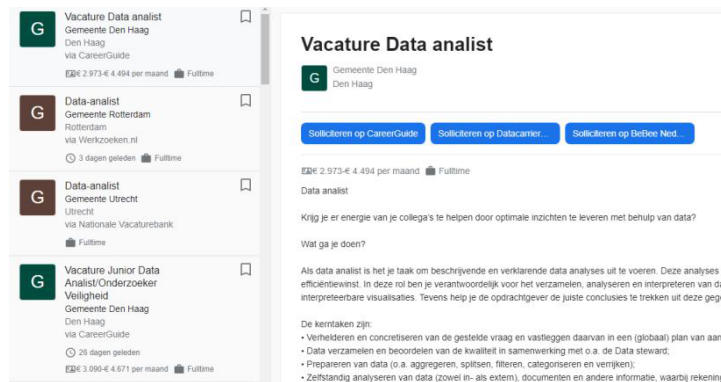 G
Vacature Data analist
Gemeente Den Haag
Den Haag
via CareerGuide
€ 2.973-€ 4.494 per maand Fulltime
G
Data-analist
Gemeente Rotterdam
Rotterdam
via Werkzoeken.nl
3 dagen geleden Fulltime
G
Data-analist
Gemeente Utrecht
Utrecht
via Nationale Vacaturebank
Fulltime
G
Vacature Junior Data
Analist/Onderzoeker
Veiligheid
Gemeente Den Haag
Den Haag
via CareerGuide
26 dagen geleden
€ 3.090-€ 4.671 per maand Fulltime
Vacature Data analist
G
Gemeente Den Haag
Den Haag
Solliciteren op CareerGuide
Solliciteren op Datacarrier...
Solliciteren op BeBee Ned...
€ 2.973-€ 4.494 per maand Fulltime
Data analist
Krijg je er energie van je collega's te helpen door optimale inzichten te leveren met behulp van data?
Wat ga je doen?
Als data analist is het je taak om beschrijvende en verklarende data analyses uit te voeren. Deze analyses
efficiëntiewinst. In deze rol ben je verantwoordelijk voor het verzamelen, analyseren en interpreteren van da
interpreteerbare visualisaties. Tevens help je de opdrachtgever de juiste conclusies te trekken uit deze geg
De kerntaken zijn:
• Verhelderen en concretiseren van de gestelde vraag en vastleggen daarvan in een (globaal) plan van aan
• Data verzamelen en beoordelen van de kwaliteit in samenwerking met o.a. de Data steward;
• Prepareren van data (o.a. aggregeren, splitsen, filteren, categoriseren en verrijken);
• Zelfstandig analyseren van data (zowel in- als extern), documenten en andere informatie, waarbij rekening